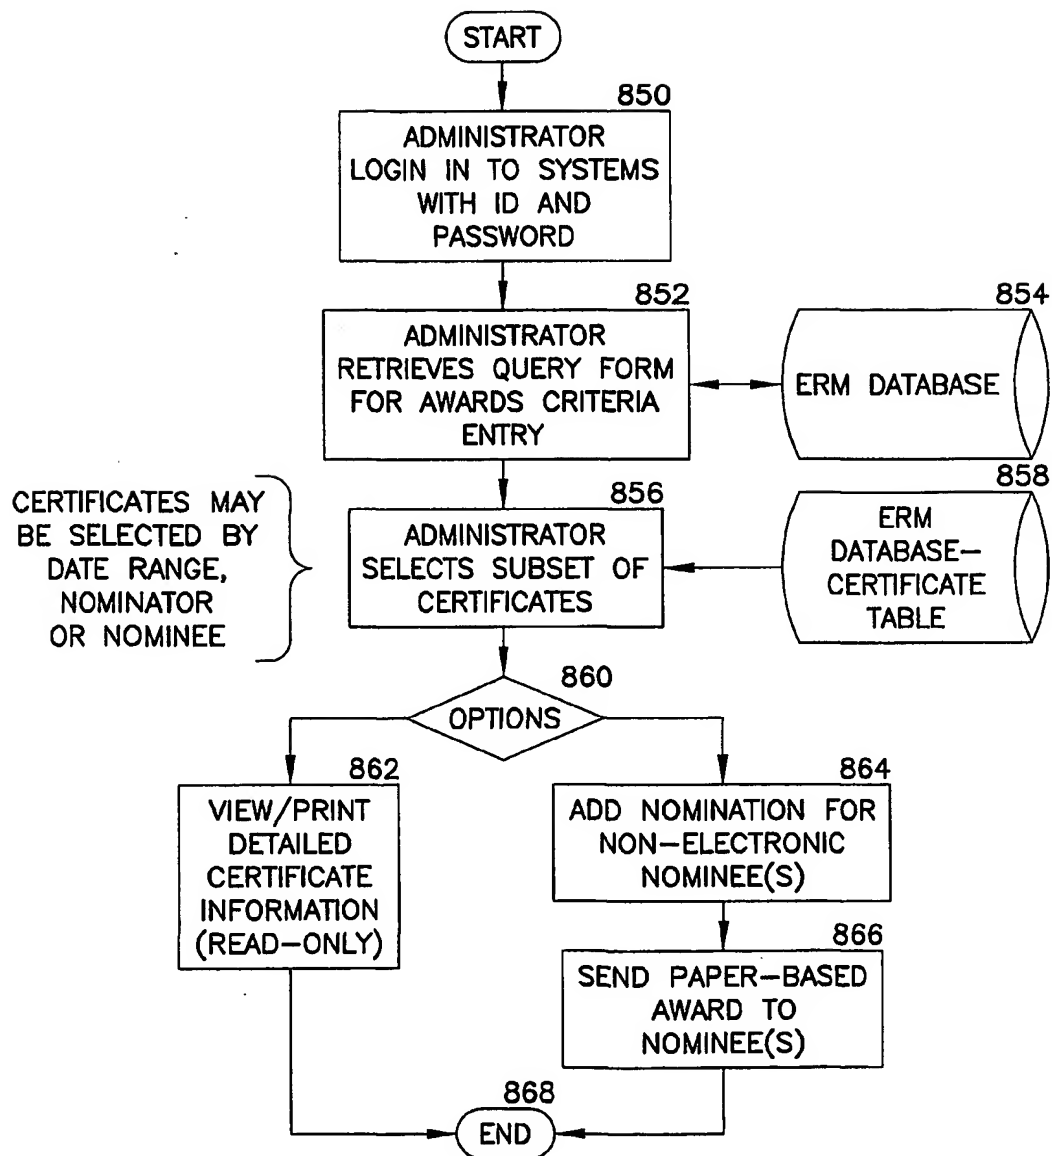 START
850
ADMINISTRATOR
LOGIN IN TO SYSTEMS
WITH ID AND
PASSWORD
852
ADMINISTRATOR
RETRIEVES QUERY FORM
FOR AWARDS CRITERIA
ENTRY
854
ERM DATABASE
CERTIFICATES MAY
BE SELECTED BY
DATE RANGE,
NOMINATOR
OR NOMINEE
856
ADMINISTRATOR
SELECTS SUBSET OF
CERTIFICATES
858
ERM
DATABASE–
CERTIFICATE
TABLE
860
OPTIONS
862
VIEW/PRINT
DETAILED
CERTIFICATE
INFORMATION
(READ–ONLY)
864
ADD NOMINATION FOR
NON–ELECTRONIC
NOMINEE(S)
866
SEND PAPER–BASED
AWARD TO
NOMINEE(S)
868
END